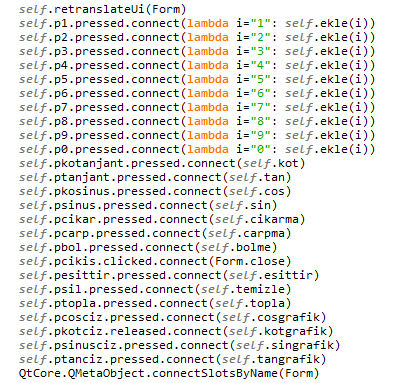 self.retranslateUi(Form)
self.p1.pressed.connect(lambda i="1": self.ekle(i))
self.p2.pressed.connect(lambda i="2": self.ekle(i))
self.p3.pressed.connect(lambda i="3": self.ekle(i))
self.p4.pressed.connect(lambda i="4": self.ekle(i))
self.p5.pressed.connect(lambda i="5": self.ekle(i))
self.p6.pressed.connect(lambda i="6": self.ekle(i))
self.p7.pressed.connect(lambda i="7": self.ekle(i))
self.p8.pressed.connect(lambda i="8": self.ekle(i))
self.p9.pressed.connect(lambda i="9": self.ekle(i))
self.p0.pressed.connect(lambda i="0": self.ekle(i))
self.pkotanjant.pressed.connect(self.kot)
self.ptanjant.pressed.connect(self.tan)
self.pkosinus.pressed.connect(self.cos)
self.psinus.pressed.connect(self.sin)
self.pcikar.pressed.connect(self.cikarma)
self.pcarp.pressed.connect(self.carpma)
self.pbol.pressed.connect(self.bolme)
self.pcikis.clicked.connect(Form.close)
self.pesittir.pressed.connect(self.esittir)
self.psil.pressed.connect(self.temizle)
self.ptopla.pressed.connect(self.topla)
self.pcosciz.pressed.connect(self.cosgrafik)
self.pkotciz.released.connect(self.kotgrafik)
self.psinusciz.pressed.connect(self.singrafik)
self.ptanciz.pressed.connect(self.tangrafik)
QtCore.QMetaObject.connectSlotsByName(Form)